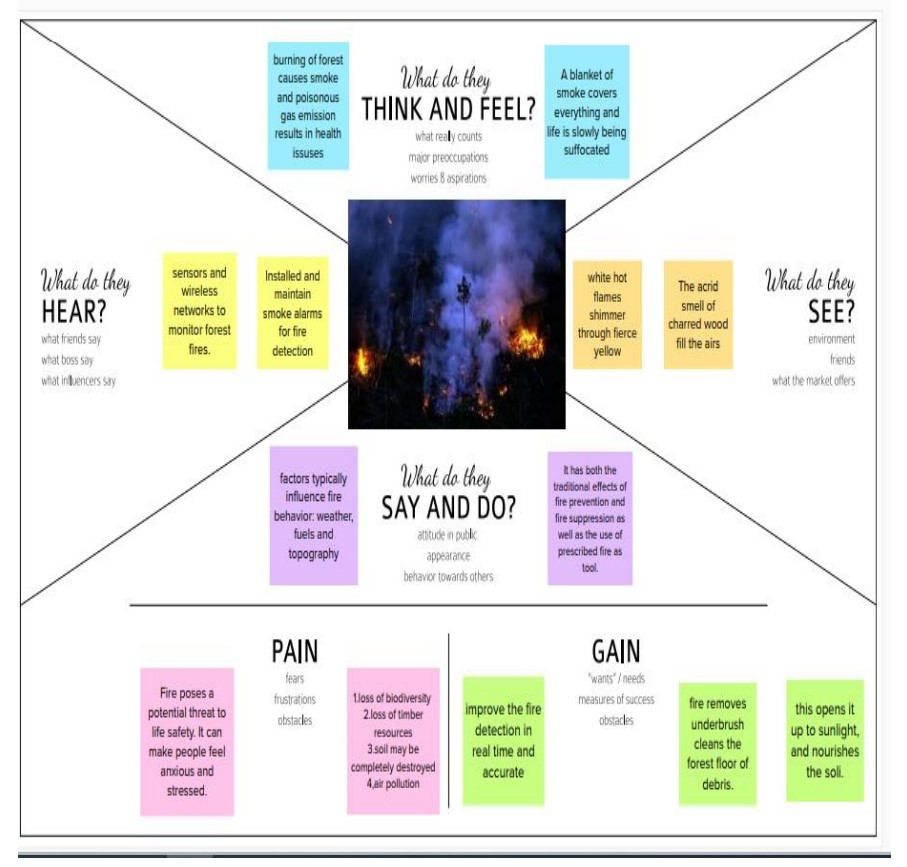 burning of forest
causes smoke
and poisonous
gas emission
results in health
issuses
What do they
THINK AND FEEL?
what really counts
major preoccupations
worries & aspirations
A blanket of
smoke covers
everything and
life is slowly being
suffocated
What do they
HEAR?
what friends say
what boss say
what influencers say
sensors and
wireless
networks to
monitor forest
fires.
Installed and
maintain
smoke alarms
for fire
detection
white hot
flames
shimmer
through fierce
yellow
The acrid
smell of
charred wood
fill the airs
What do they
SEE?
environment
friends
what the market offers
factors typically
influence fire
behavior: weather,
fuels and
topography
What do they
SAY AND DO?
attitude in public
appearance
behavior towards others
It has both the
traditional effects of
fire prevention and
fire suppression as
well as the use of
prescribed fire as
tool.
PAIN
fears
frustrations
obstacles
Fire poses a
potential threat to
life safety. It can
make people feel
anxious and
stressed.
1.loss of biodiversity
2.loss of timber
resources
3.soil may be
completely destroyed
4,air pollution
GAIN
"wants" / needs
measures of success
obstacles
improve the fire
detection in
real time and
accurate
fire removes
underbrush
cleans the
forest floor of
debris.
this opens it
up to sunlight,
and nourishes
the soli.